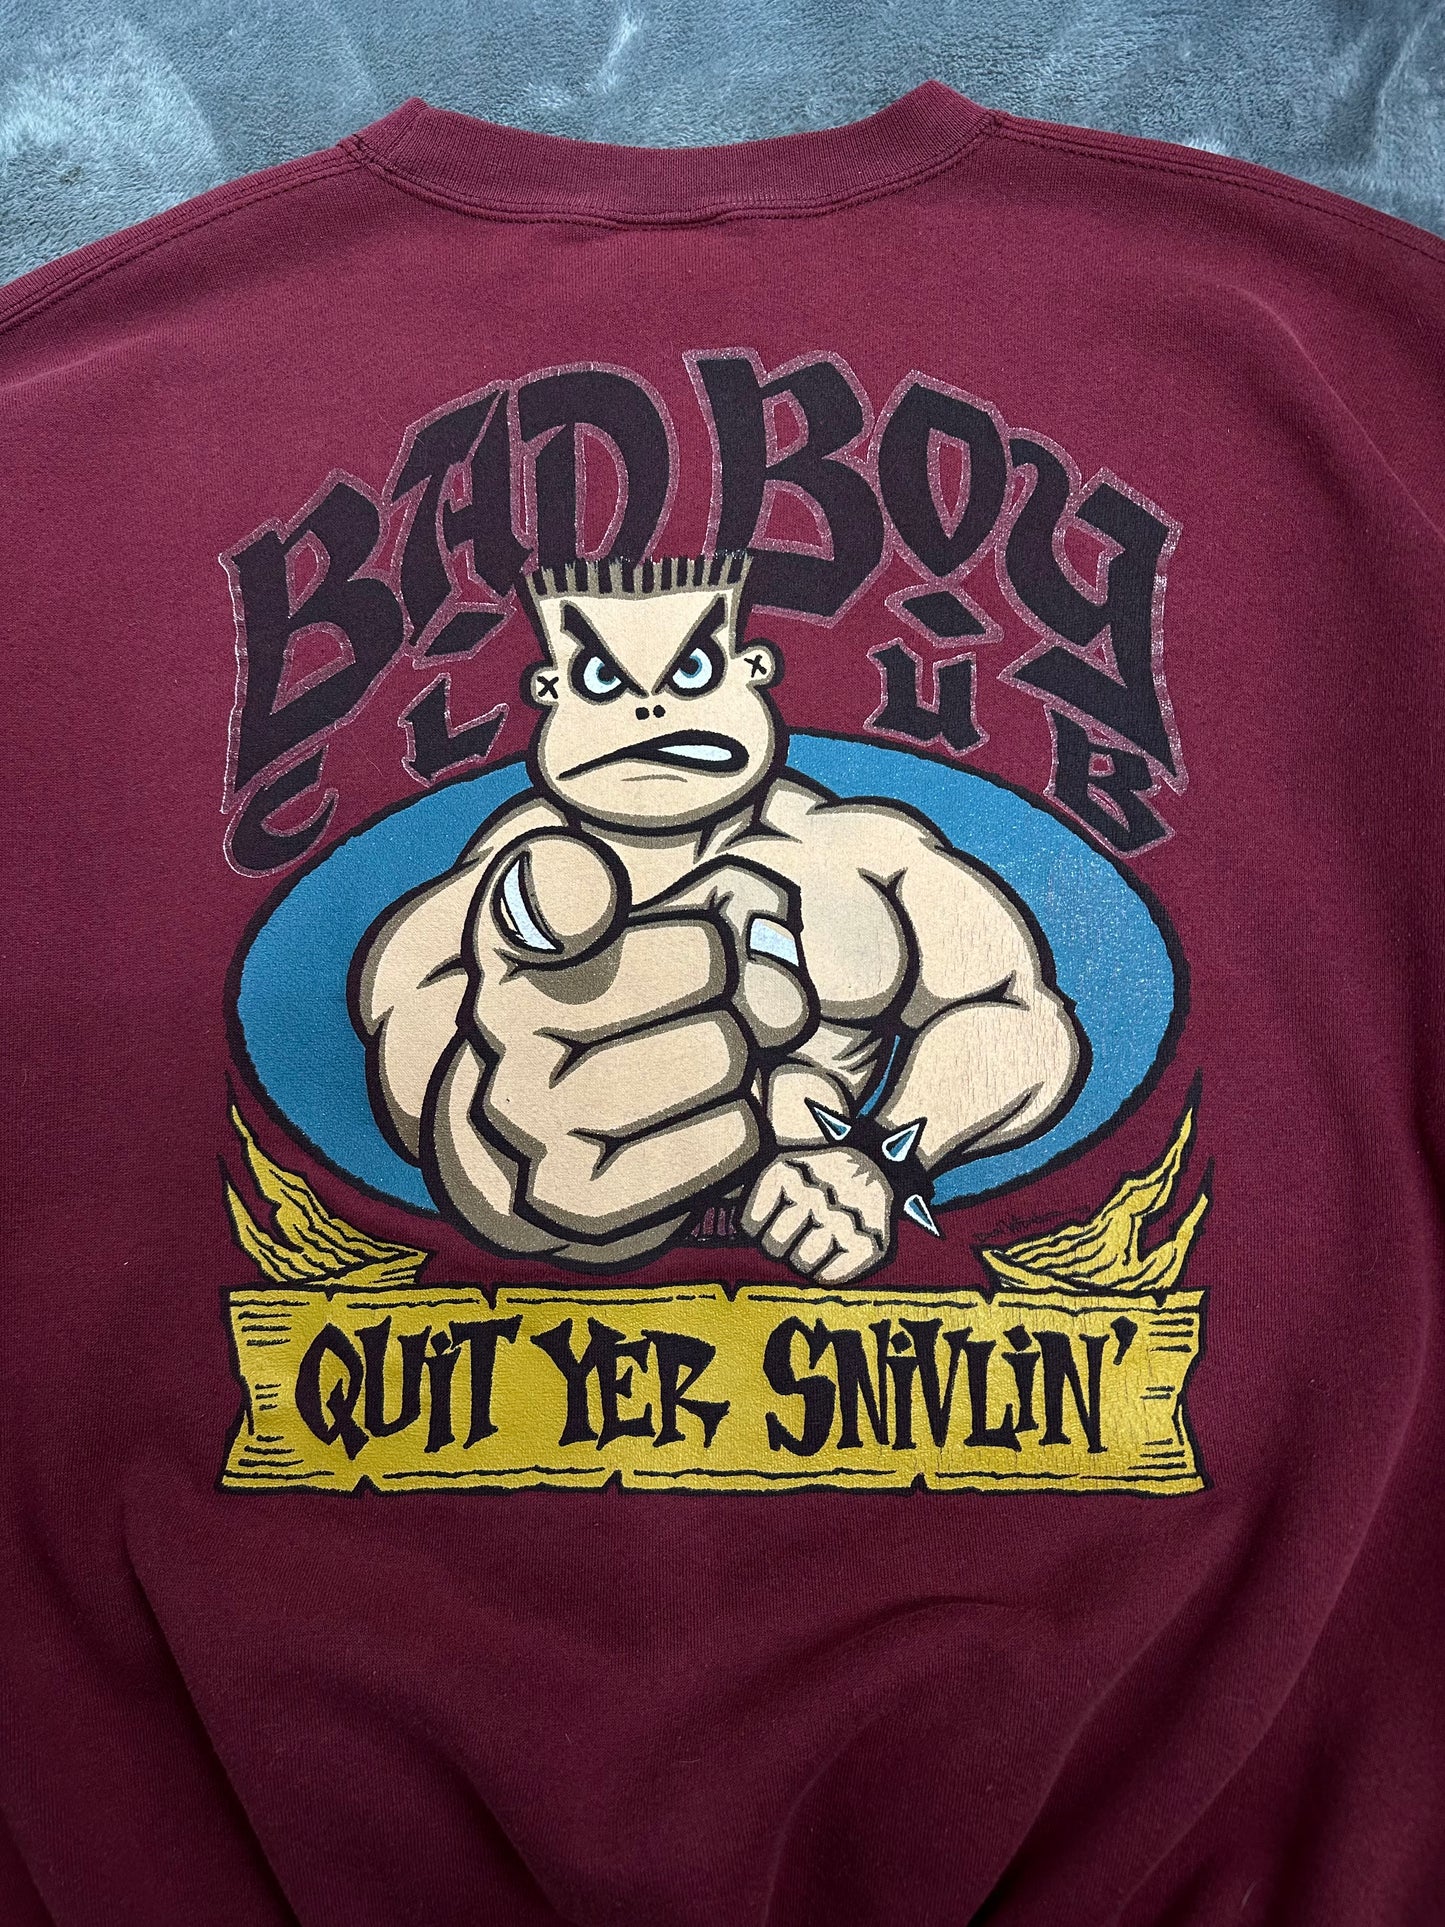 BAD BOY
CLUB
QUiT YER SNiVLiN'